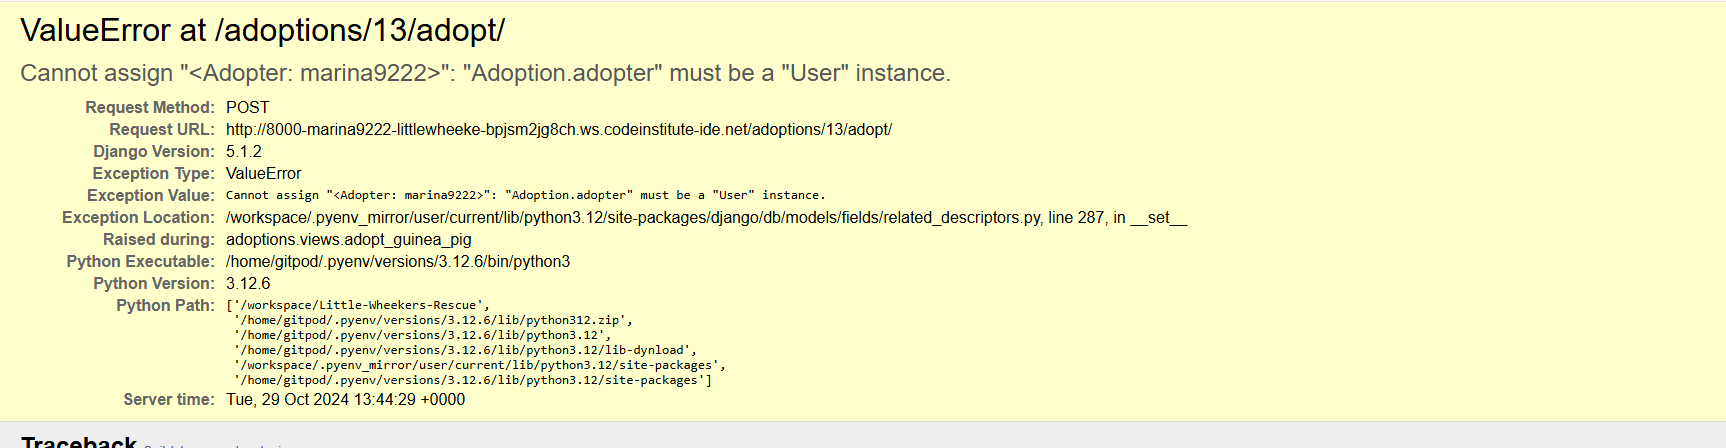 ValueError at /adoptions/13/adopt/
Cannot assign "<Adopter: marina9222>": "Adoption.adopter" must be a "User" instance.
Request Method: POST
Request URL: http://8000-marina9222-littlewheeke-bpjsm2jg8ch.ws.codeinstitute-ide.net/adoptions/13/adopt/
Django Version: 5.1.2
Exception Type: ValueError
Exception Value: Cannot assign "<Adopter: marina9222>": "Adoption.adopter" must be a "User" instance.
Exception Location: /workspace/.pyenv_mirror/user/current/lib/python3.12/site-packages/django/db/models/fields/related_descriptors.py, line 287, in __set__
Raised during: adoptions.views.adopt_guinea_pig
Python Executable: /home/gitpod/.pyenv/versions/3.12.6/bin/python3
Python Version: 3.12.6
Python Path: ['/workspace/Little-Wheekers-Rescue',
'/home/gitpod/.pyenv/versions/3.12.6/lib/python312.zip',
'/home/gitpod/.pyenv/versions/3.12.6/lib/python3.12',
'/home/gitpod/.pyenv/versions/3.12.6/lib/python3.12/lib-dynload',
'/workspace/.pyenv_mirror/user/current/lib/python3.12/site-packages',
'/home/gitpod/.pyenv/versions/3.12.6/lib/python3.12/site-packages']
Server time: Tue, 29 Oct 2024 13:44:29 +0000
Traceback